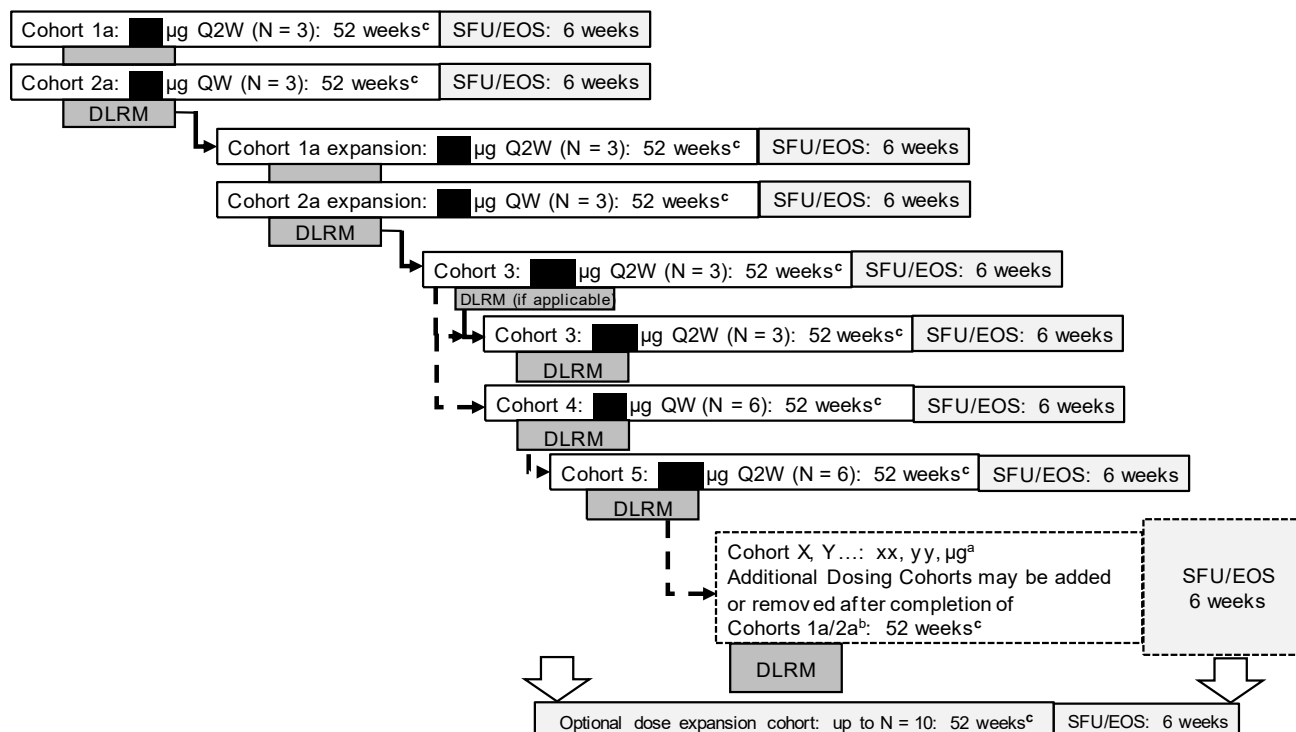 Cohort 1a: µg Q2W (N = 3): 52 weeksᶜ SFU/EOS: 6 weeks
Cohort 2a: µg QW (N = 3): 52 weeksᶜ SFU/EOS: 6 weeks
DLRM
Cohort 1a expansion: µg Q2W (N = 3): 52 weeksᶜ SFU/EOS: 6 weeks
Cohort 2a expansion: µg QW (N = 3): 52 weeksᶜ SFU/EOS: 6 weeks
DLRM
Cohort 3: µg Q2W (N = 3): 52 weeksᶜ SFU/EOS: 6 weeks
DLRM (if applicable)
Cohort 3: µg Q2W (N = 3): 52 weeksᶜ SFU/EOS: 6 weeks
DLRM
Cohort 4: µg QW (N = 6): 52 weeksᶜ SFU/EOS: 6 weeks
DLRM
Cohort 5: µg Q2W (N = 6): 52 weeksᶜ SFU/EOS: 6 weeks
DLRM
Cohort X, Y…: xx, yy, µgᵃ
Additional Dosing Cohorts may be added
or removed after completion of
Cohorts 1a/2aᵇ: 52 weeksᶜ
SFU/EOS
6 weeks
DLRM
Optional dose expansion cohort: up to N = 10: 52 weeksᶜ SFU/EOS: 6 weeks